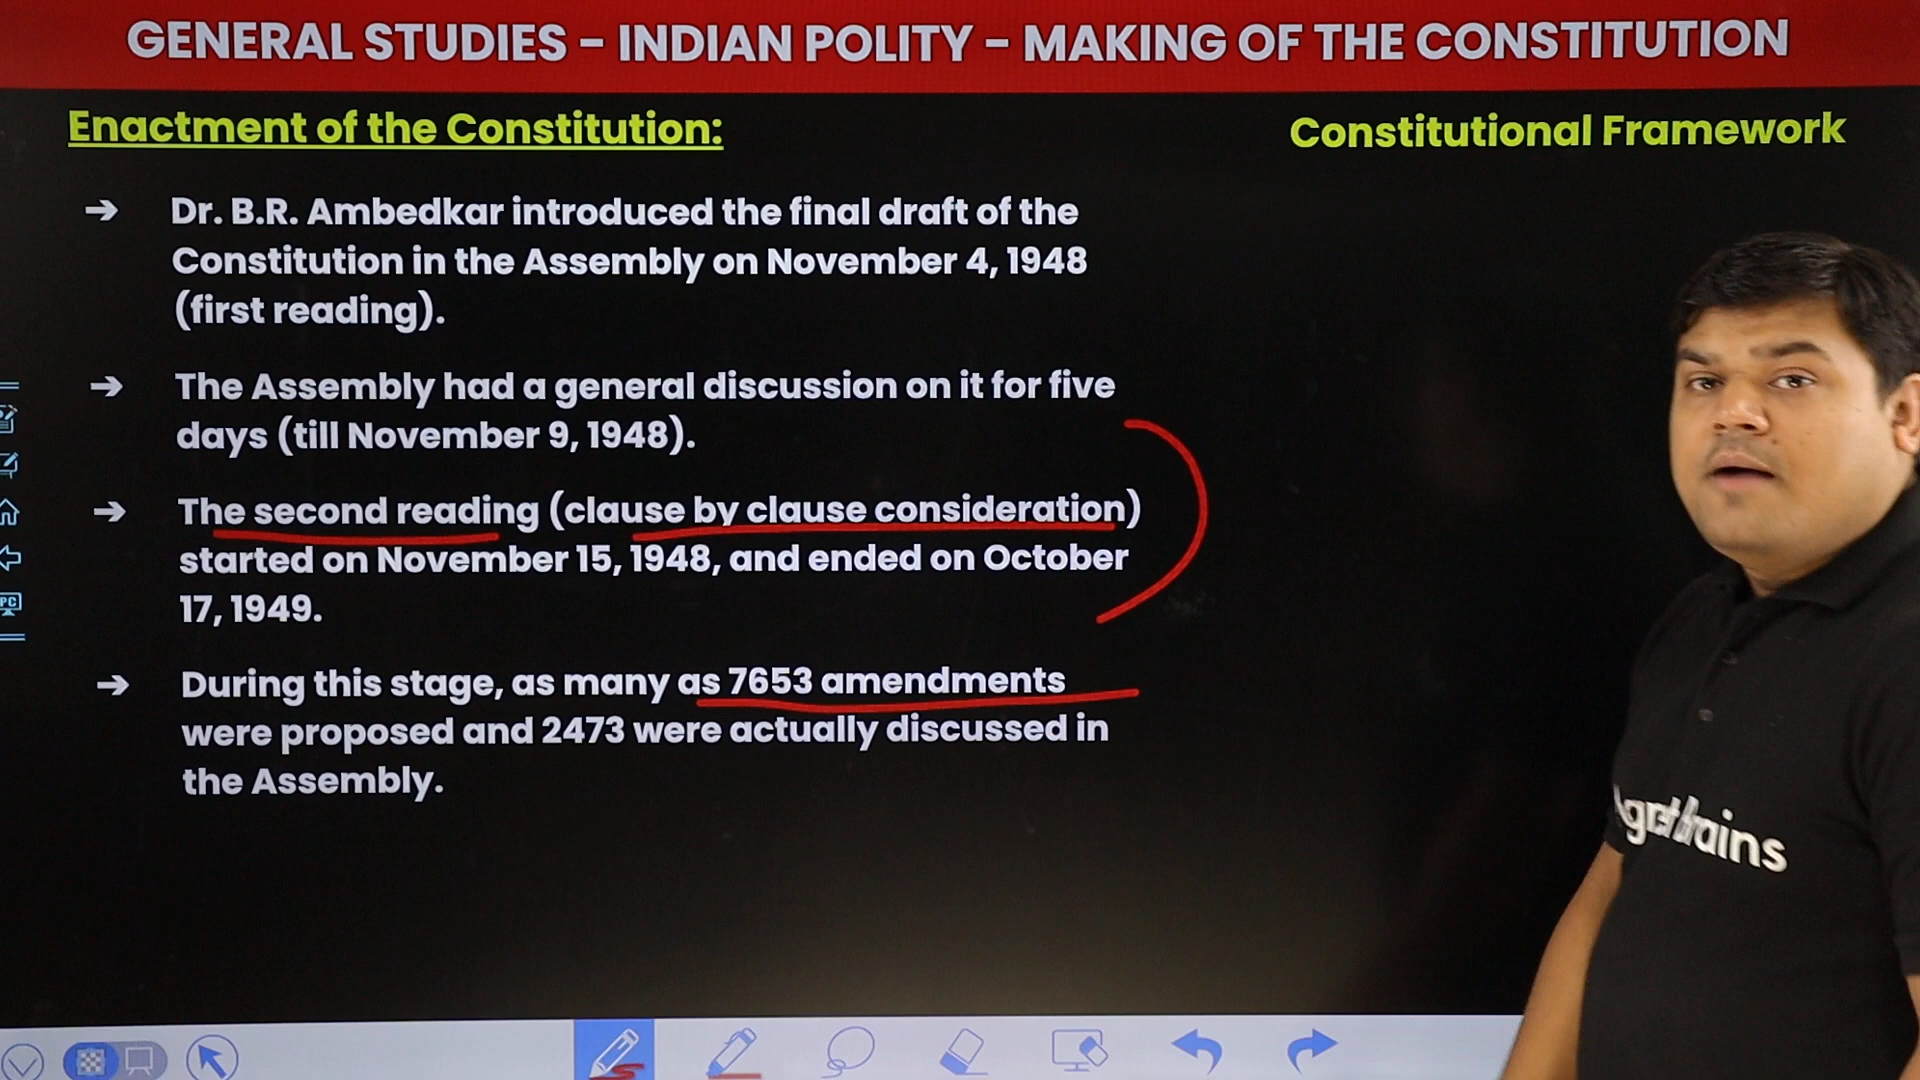 GENERAL STUDIES – INDIAN POLITY – MAKING OF THE CONSTITUTION
Enactment of the Constitution:
Constitutional Framework
➔ Dr. B.R. Ambedkar introduced the final draft of the
Constitution in the Assembly on November 4, 1948
(first reading).
➔ The Assembly had a general discussion on it for five
days (till November 9, 1948).
➔ The second reading (clause by clause consideration)
started on November 15, 1948, and ended on October
17, 1949.
➔ During this stage, as many as 7653 amendments
were proposed and 2473 were actually discussed in
the Assembly.
PC